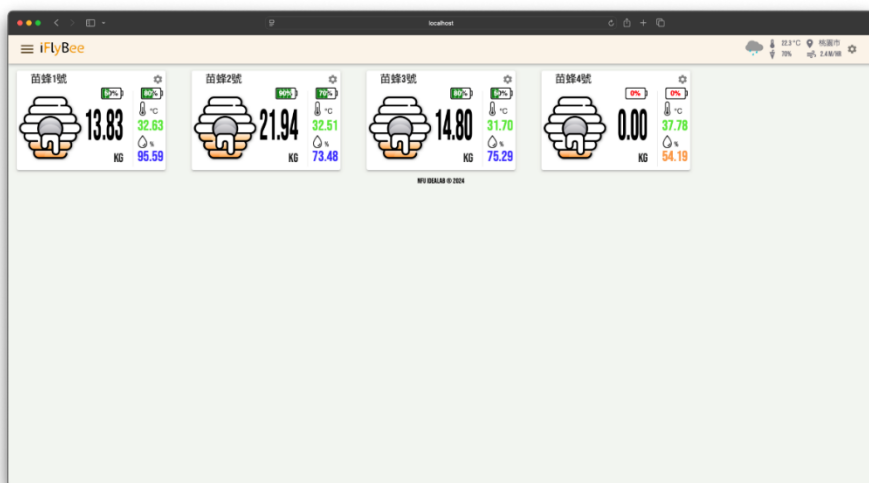 localhost
iFlyBee
22.3°C 桃園市
70% 2.4 M/HR
苗蜂1號
80%
13.83
°C
32.63
%
KG
95.59
苗蜂2號
90% 70%
21.94
°C
32.51
%
KG
73.48
苗蜂3號
80%
14.80
°C
31.70
%
KG
75.29
苗蜂4號
0% 0%
0.00
°C
37.78
%
KG
54.19
NFU IDEALAB © 2024